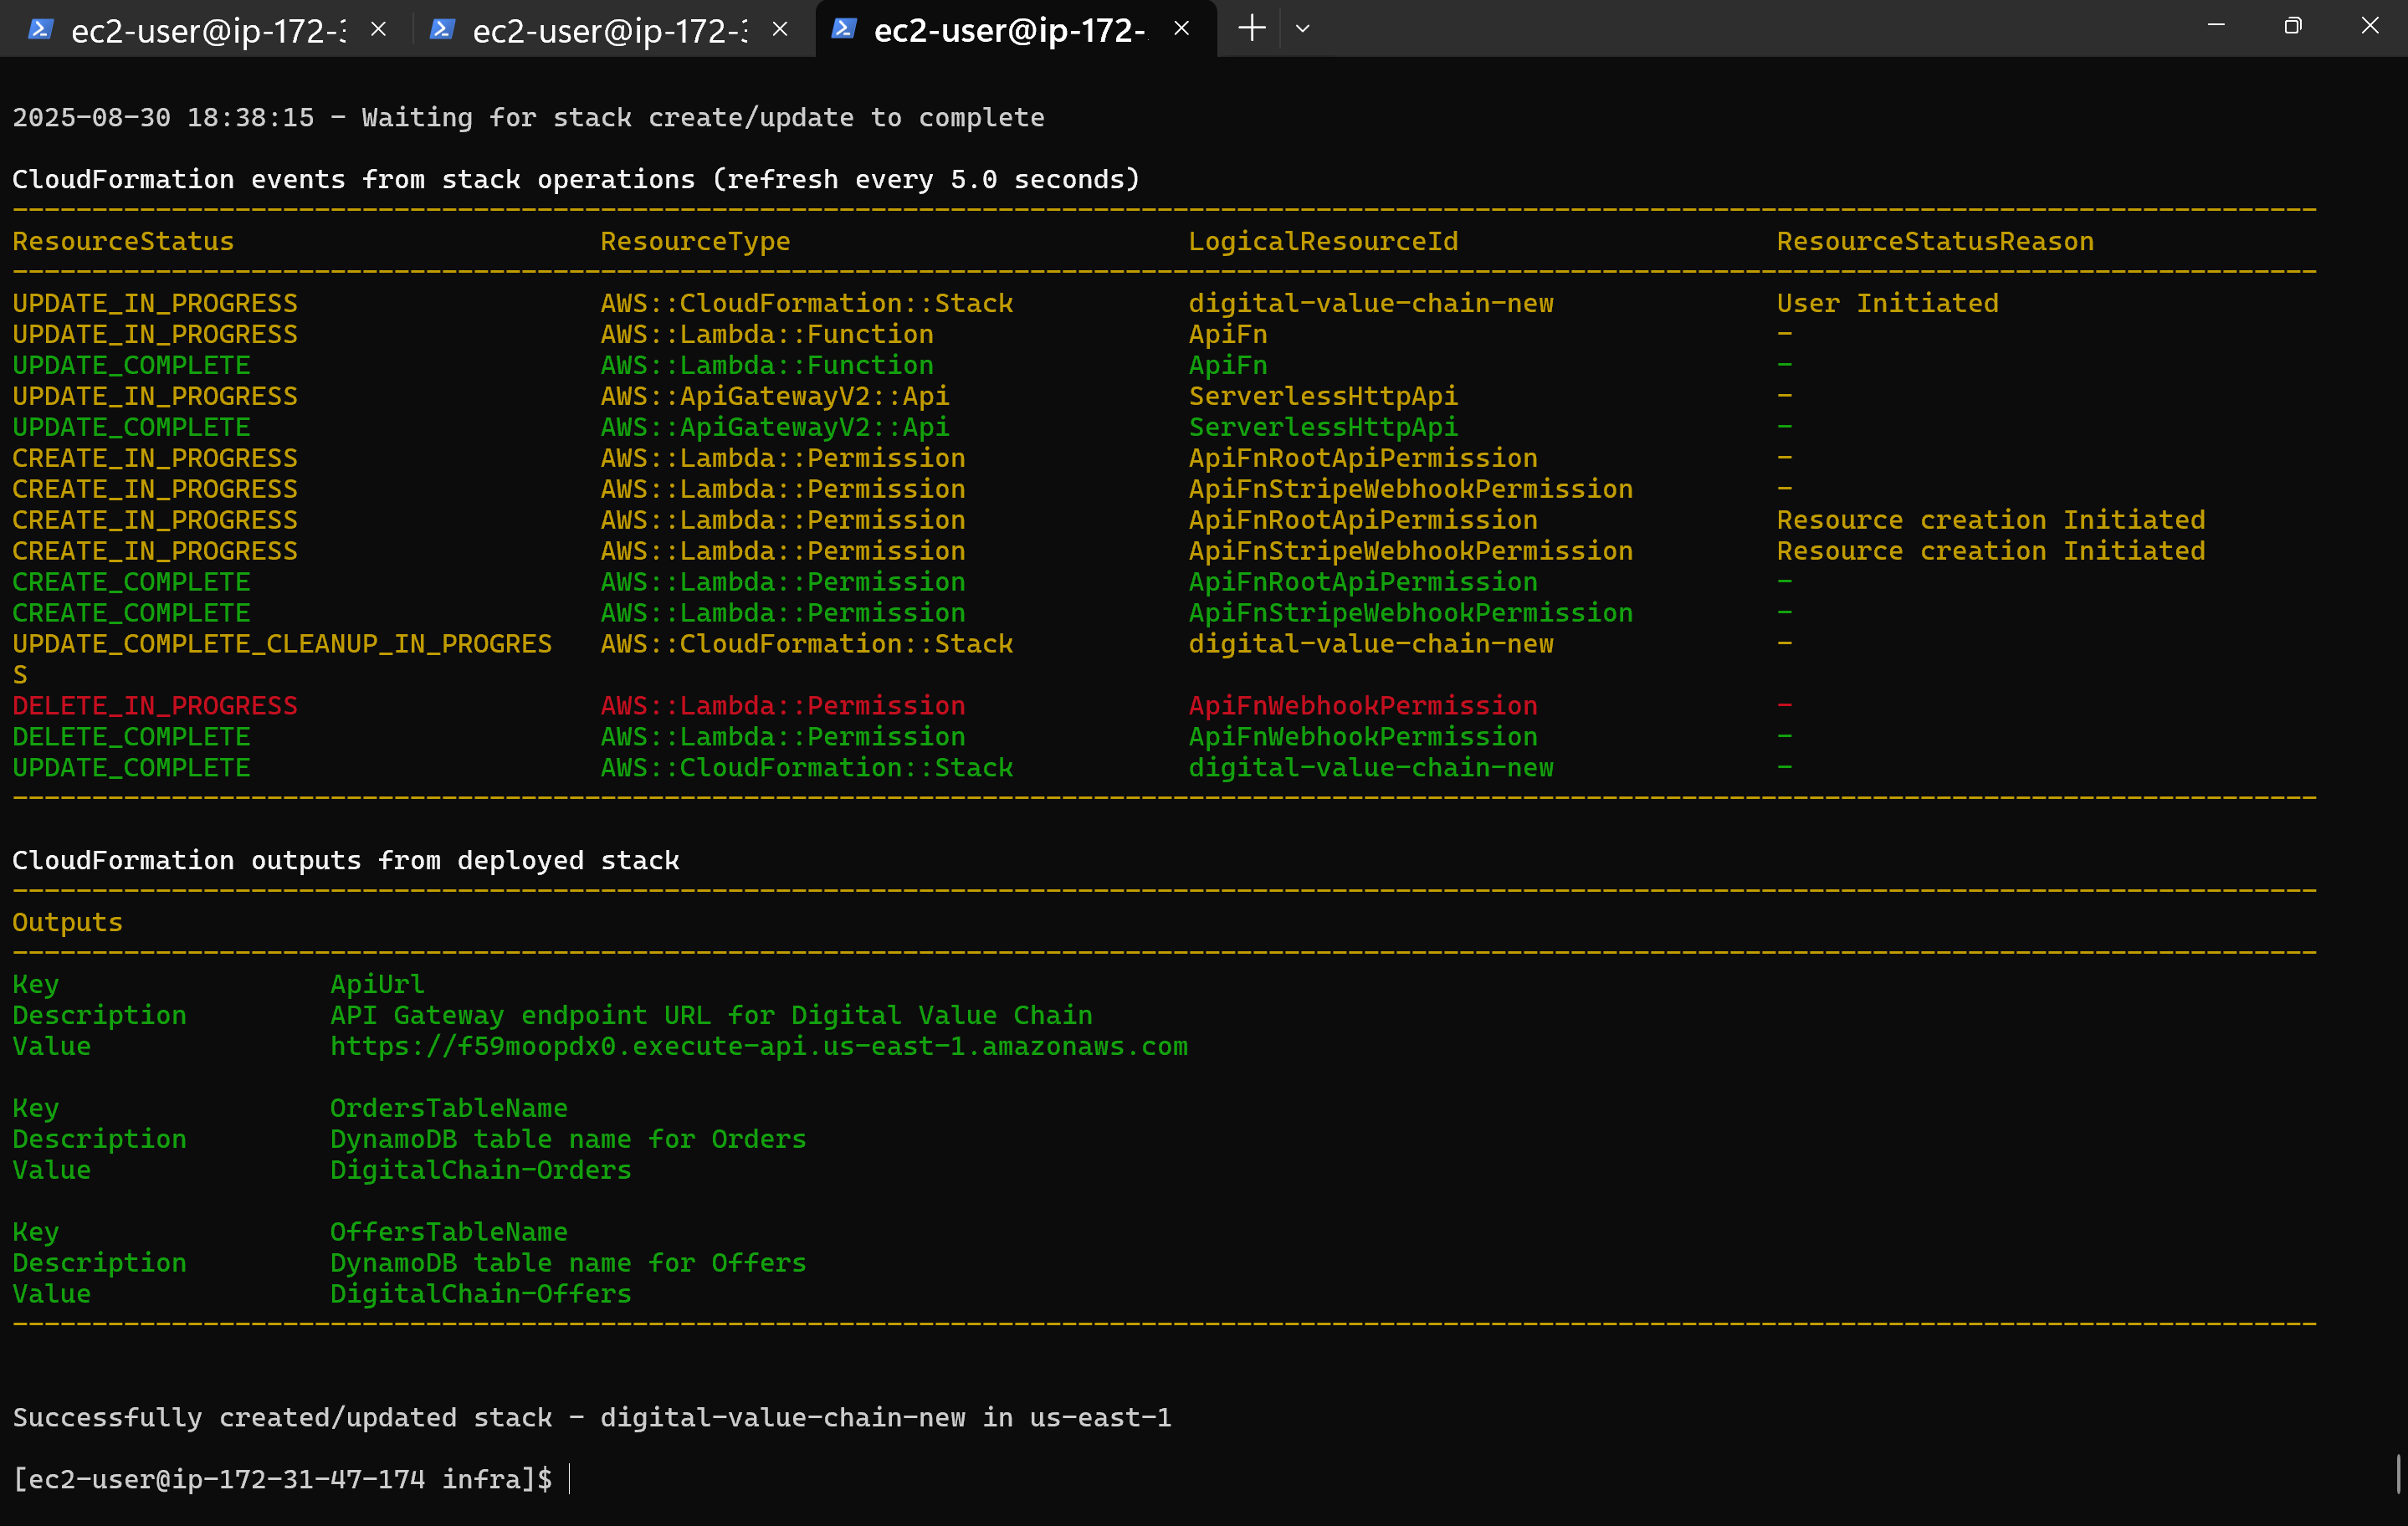 ec2-user@ip-172-3 ec2-user@ip-172-3 ec2-user@ip-172-
2025-08-30 18:38:15 - Waiting for stack create/update to complete
CloudFormation events from stack operations (refresh every 5.0 seconds)
ResourceStatus ResourceType LogicalResourceId ResourceStatusReason
UPDATE_IN_PROGRESS AWS::CloudFormation::Stack digital-value-chain-new User Initiated
UPDATE_IN_PROGRESS AWS::Lambda::Function ApiFn -
UPDATE_COMPLETE AWS::Lambda::Function ApiFn -
UPDATE_IN_PROGRESS AWS::ApiGatewayV2::Api ServerlessHttpApi -
UPDATE_COMPLETE AWS::ApiGatewayV2::Api ServerlessHttpApi -
CREATE_IN_PROGRESS AWS::Lambda::Permission ApiFnRootApiPermission -
CREATE_IN_PROGRESS AWS::Lambda::Permission ApiFnStripeWebhookPermission -
CREATE_IN_PROGRESS AWS::Lambda::Permission ApiFnRootApiPermission Resource creation Initiated
CREATE_IN_PROGRESS AWS::Lambda::Permission ApiFnStripeWebhookPermission Resource creation Initiated
CREATE_COMPLETE AWS::Lambda::Permission ApiFnRootApiPermission -
CREATE_COMPLETE AWS::Lambda::Permission ApiFnStripeWebhookPermission -
UPDATE_COMPLETE_CLEANUP_IN_PROGRES AWS::CloudFormation::Stack digital-value-chain-new -
S
DELETE_IN_PROGRESS AWS::Lambda::Permission ApiFnWebhookPermission -
DELETE_COMPLETE AWS::Lambda::Permission ApiFnWebhookPermission -
UPDATE_COMPLETE AWS::CloudFormation::Stack digital-value-chain-new -
CloudFormation outputs from deployed stack
Outputs
Key ApiUrl
Description API Gateway endpoint URL for Digital Value Chain
Value https://f59moopdx0.execute-api.us-east-1.amazonaws.com
Key OrdersTableName
Description DynamoDB table name for Orders
Value DigitalChain-Orders
Key OffersTableName
Description DynamoDB table name for Offers
Value DigitalChain-Offers
Successfully created/updated stack - digital-value-chain-new in us-east-1
[ec2-user@ip-172-31-47-174 infra]$